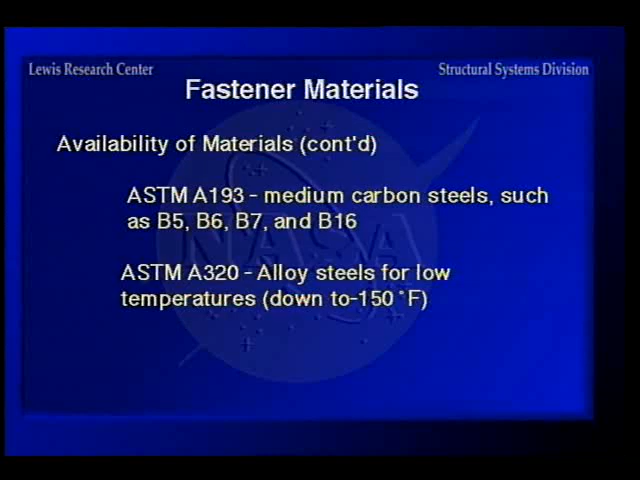 Lewis Research Center
Structural Systems Division
Fastener Materials
Availability of Materials (cont'd)
ASTM A193 - medium carbon steels, such
as B5, B6, B7, and B16
NASA
ASTM A320 - Alloy steels for low
temperatures (down to-150 °F)